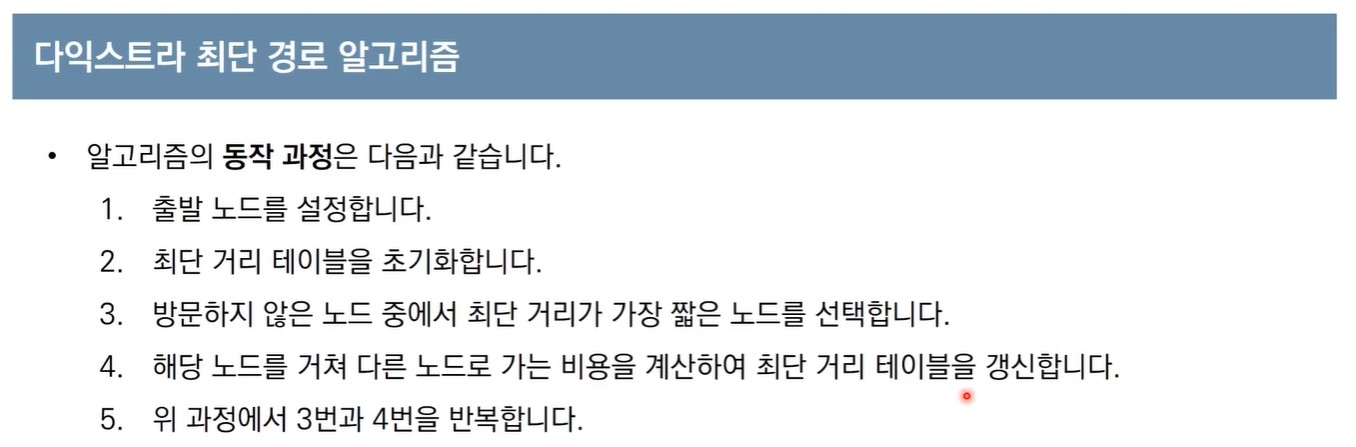 다익스트라 최단 경로 알고리즘
• 알고리즘의 동작 과정은 다음과 같습니다.
1. 출발 노드를 설정합니다.
2. 최단 거리 테이블을 초기화합니다.
3. 방문하지 않은 노드 중에서 최단 거리가 가장 짧은 노드를 선택합니다.
4. 해당 노드를 거쳐 다른 노드로 가는 비용을 계산하여 최단 거리 테이블을 갱신합니다.
5. 위 과정에서 3번과 4번을 반복합니다.